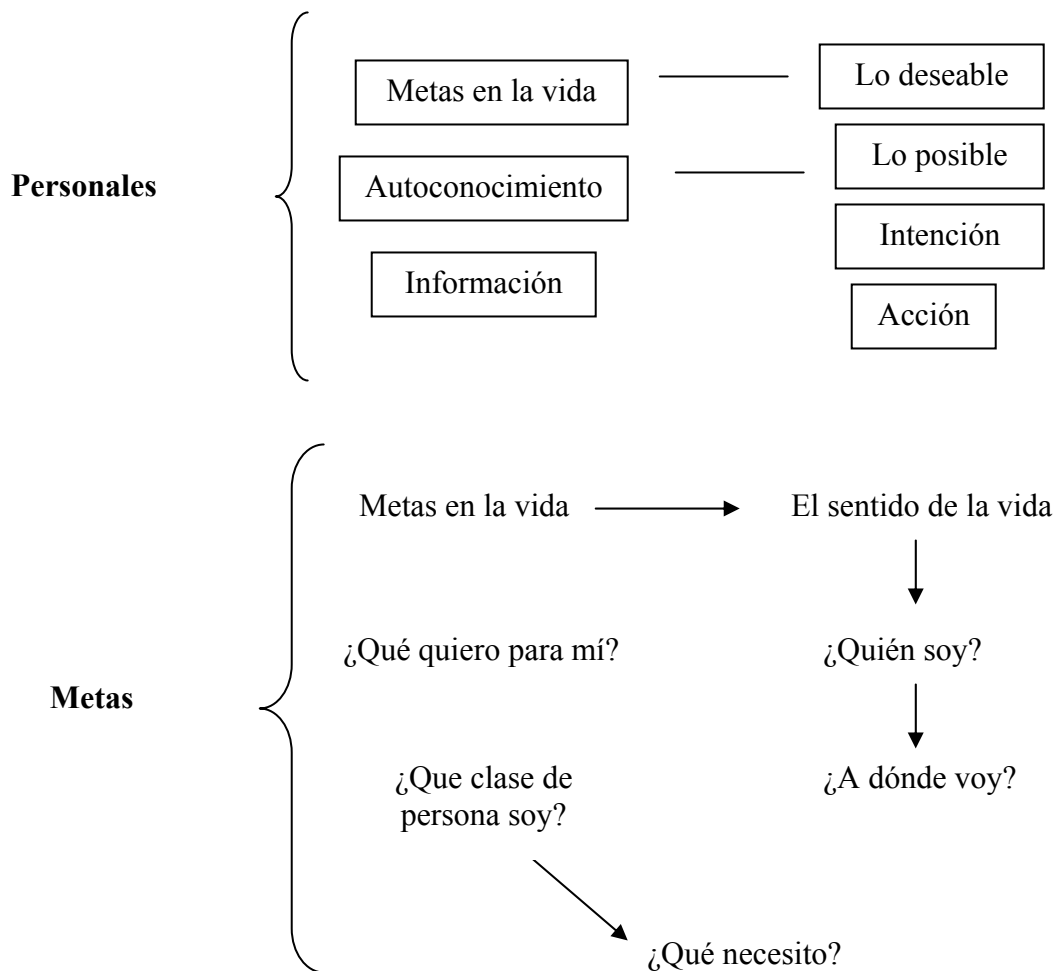 Metas en la vida
Lo deseable
Lo posible
Personales
Autoconocimiento
Intención
Información
Acción
Metas en la vida
El sentido de la vida
¿Qué quiero para mí?
¿Quién soy?
Metas
¿Que clase de
persona soy?
¿A dónde voy?
¿Qué necesito?